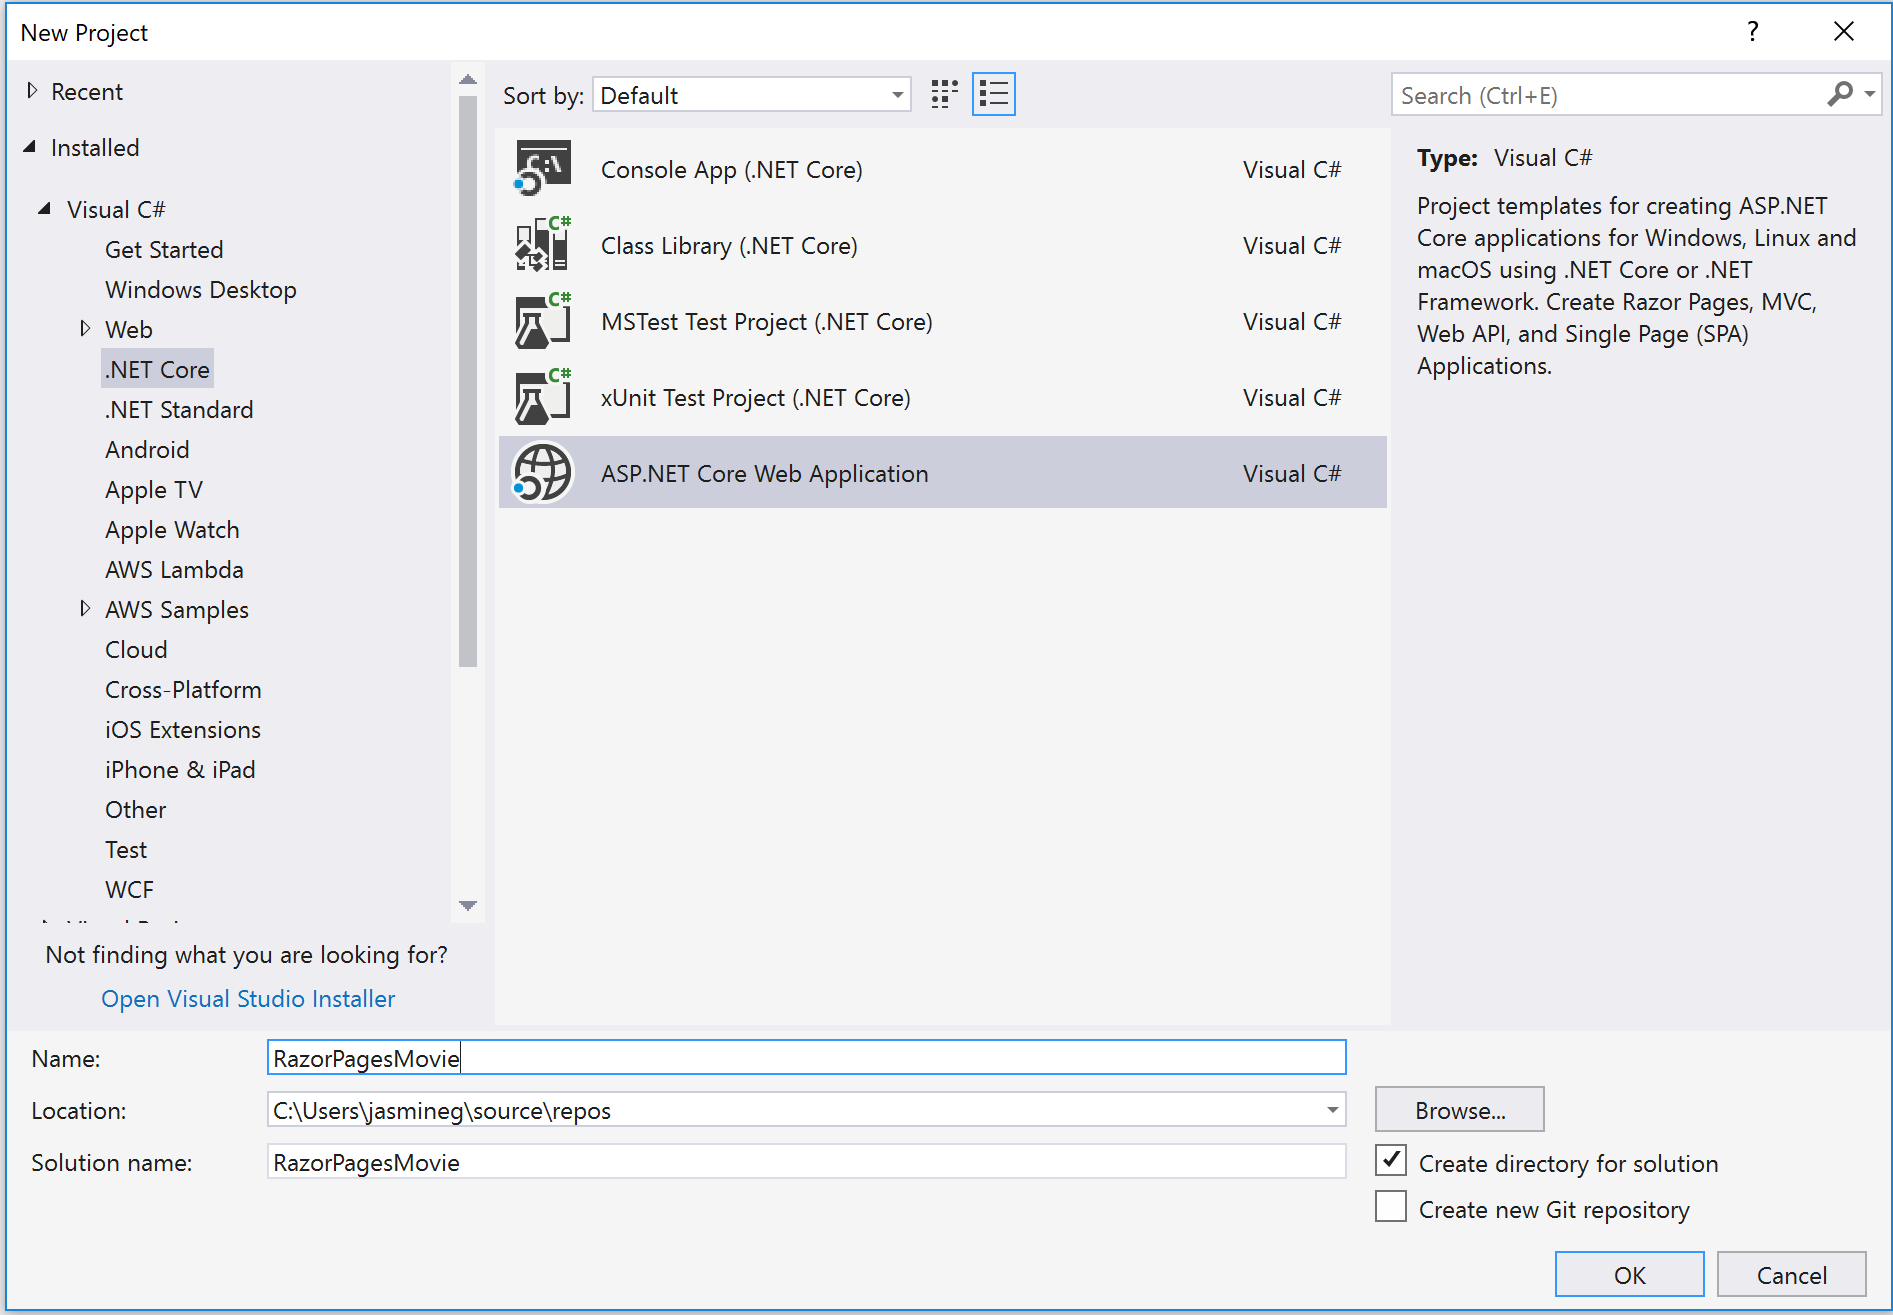 New Project
?
Recent
Installed
Visual C#
Get Started
Windows Desktop
Web
.NET Core
.NET Standard
Android
Apple TV
Apple Watch
AWS Lambda
AWS Samples
Cloud
Cross-Platform
iOS Extensions
iPhone & iPad
Other
Test
WCF
Not finding what you are looking for?
Open Visual Studio Installer
Sort by: Default
Console App (.NET Core) Visual C#
Class Library (.NET Core) Visual C#
MSTest Test Project (.NET Core) Visual C#
xUnit Test Project (.NET Core) Visual C#
ASP.NET Core Web Application Visual C#
Search (Ctrl+E)
Type: Visual C#
Project templates for creating ASP.NET
Core applications for Windows, Linux and
macOS using .NET Core or .NET
Framework. Create Razor Pages, MVC,
Web API, and Single Page (SPA)
Applications.
Name: RazorPagesMovie
Location: C:\Users\jasmineg\source\repos
Browse...
Solution name: RazorPagesMovie
Create directory for solution
Create new Git repository
OK
Cancel